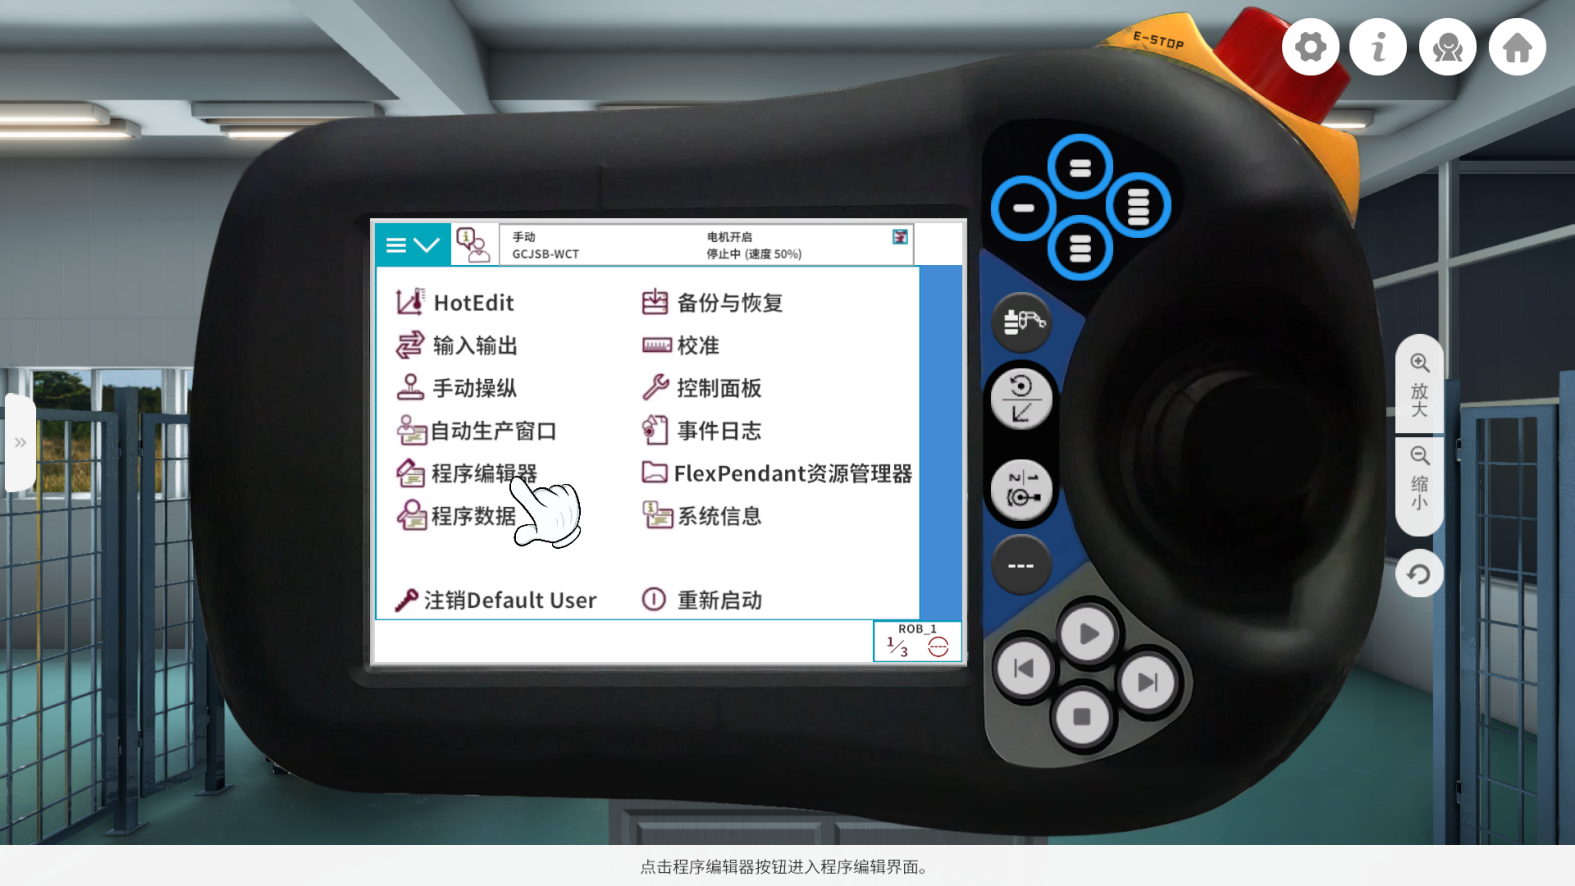 E-STOP
手动
GCJSB-WCT
电机开启
停止中 (速度 50%)
HotEdit
备份与恢复
输入输出
校准
手动操纵
控制面板
自动生产窗口
事件日志
程序编辑器
FlexPendant资源管理器
程序数据
系统信息
注销Default User
重新启动
ROB_1
1/3
放大
缩小
点击程序编辑器按钮进入程序编辑界面。